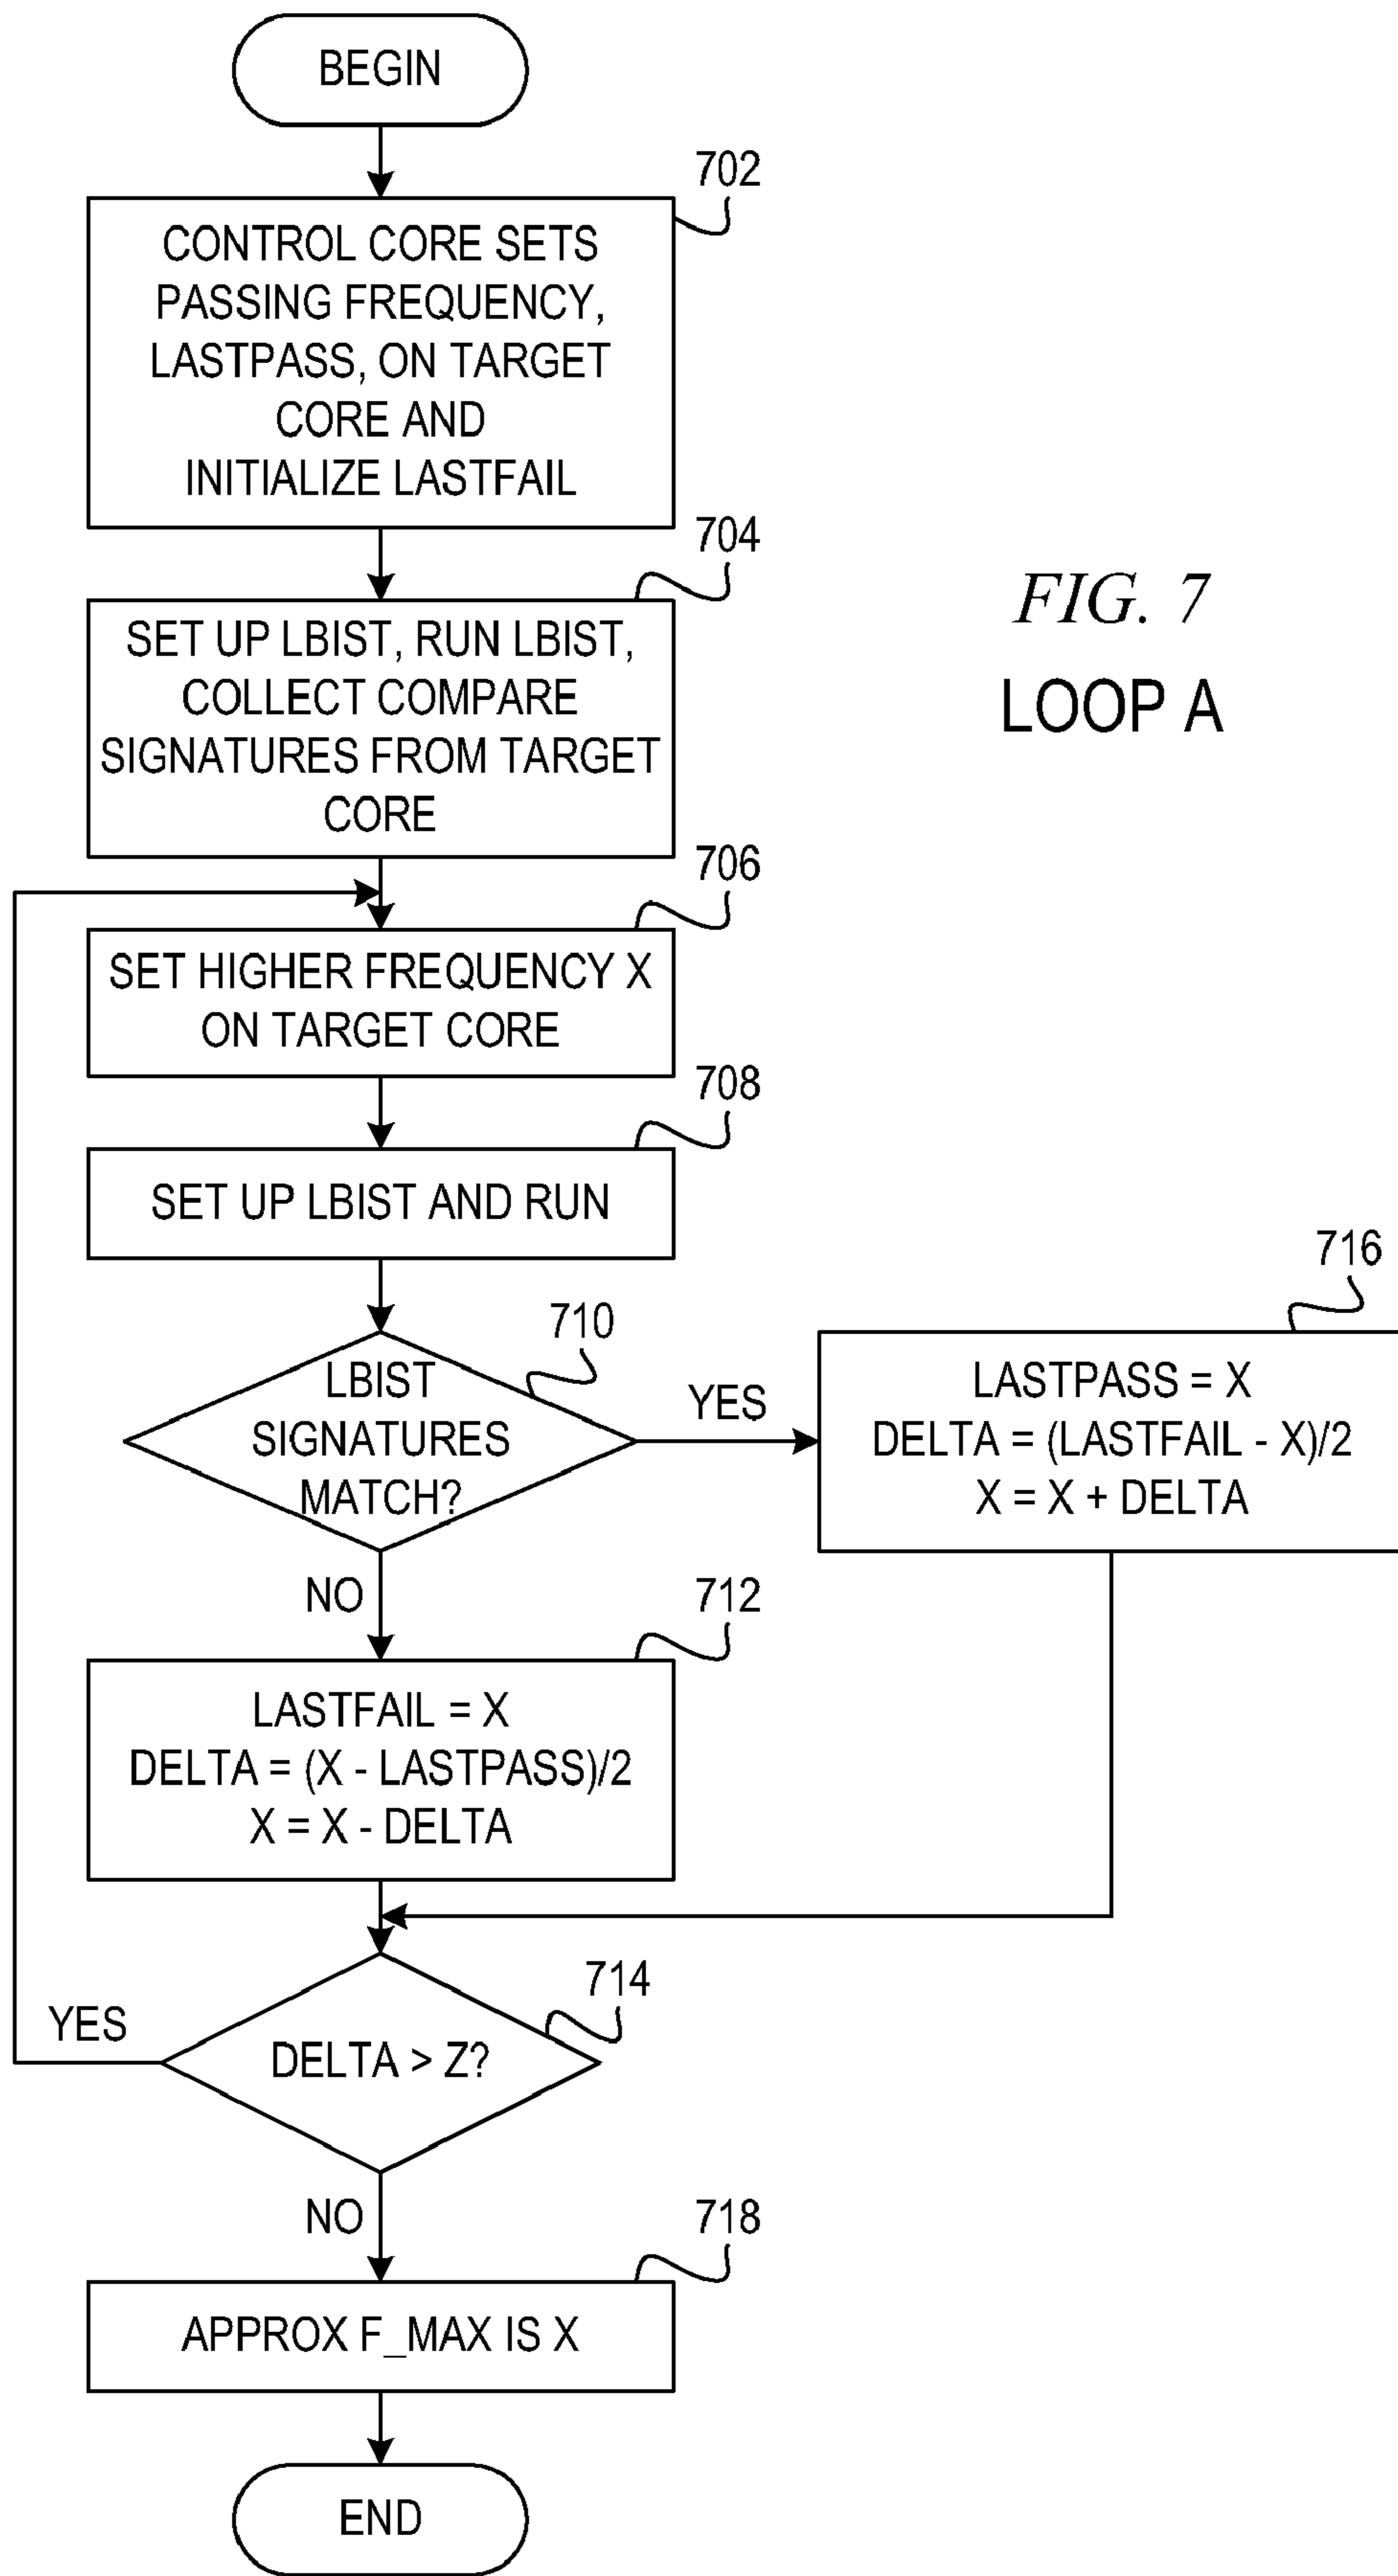 BEGIN
702
CONTROL CORE SETS
PASSING FREQUENCY,
LASTPASS, ON TARGET
CORE AND
INITIALIZE LASTFAIL
704
SET UP LBIST, RUN LBIST,
COLLECT COMPARE
SIGNATURES FROM TARGET
CORE
FIG. 7
LOOP A
706
SET HIGHER FREQUENCY X
ON TARGET CORE
708
SET UP LBIST AND RUN
710
LBIST
SIGNATURES
MATCH?
YES
716
LASTPASS = X
DELTA = (LASTFAIL - X)/2
X = X + DELTA
NO
712
LASTFAIL = X
DELTA = (X - LASTPASS)/2
X = X - DELTA
714
DELTA > Z?
YES
NO
718
APPROX F_MAX IS X
END